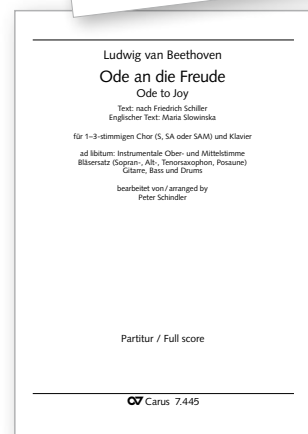 Ludwig van Beethoven
Ode an die Freude
Ode to Joy
Text: nach Friedrich Schiller
Englischer Text: Maria Slowinska
für 1–3-stimmigen Chor (S, SA oder SAM) und Klavier
ad libitum: Instrumentale Ober- und Mittelstimme
Bläsersatz (Sopran-, Alt-, Tenorsaxophon, Posaune)
Gitarre, Bass und Drums
bearbeitet von / arranged by
Peter Schindler
Partitur / Full score
Carus 7.445